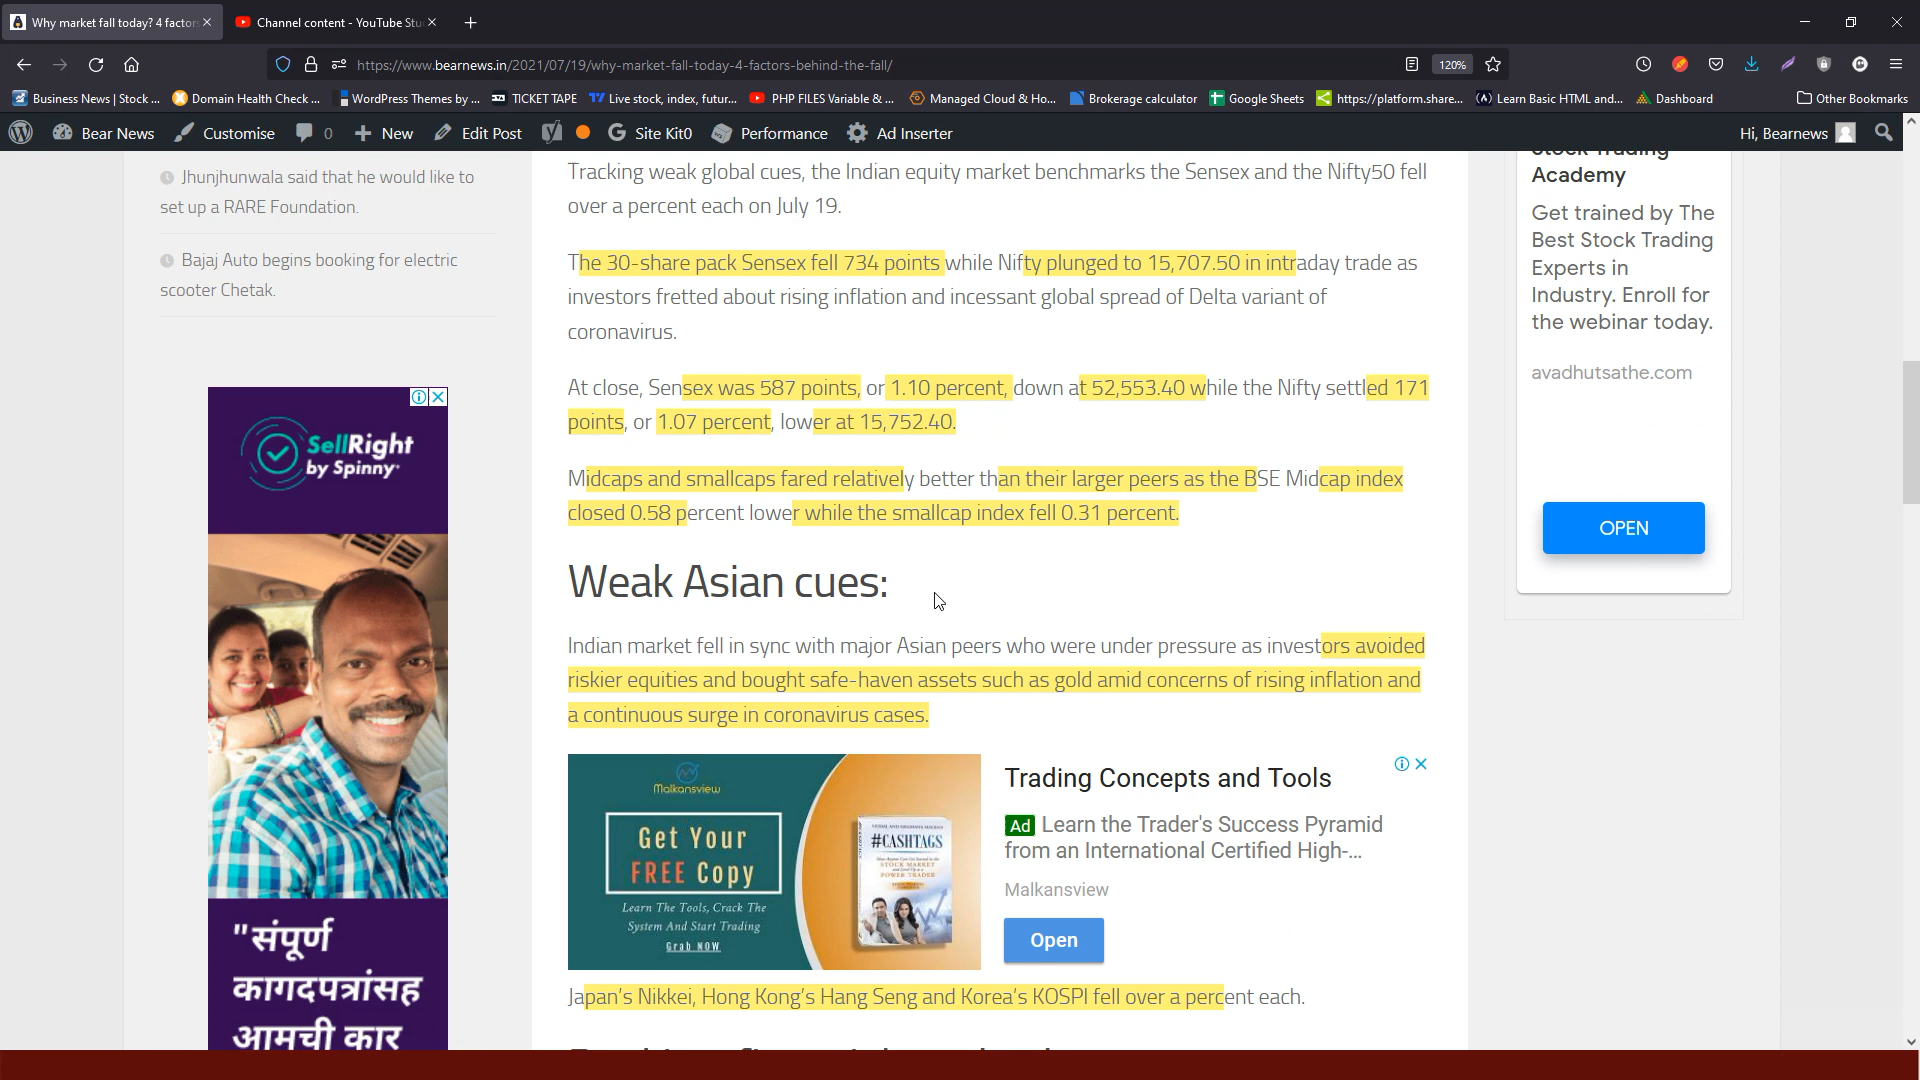 Why market fall today? 4 factors
Channel content - YouTube Stu
https://www.bearnews.in/2021/07/19/why-market-fall-today-4-factors-behind-the-fall/
120%
Business News | Stock ...
Domain Health Check ...
WordPress Themes by ...
TICKET TAPE
Live stock, index, futur...
PHP FILES Variable & ...
Managed Cloud & Ho...
Brokerage calculator
Google Sheets
https://platform.share...
Learn Basic HTML and...
Dashboard
Other Bookmarks
Bear News
Customise
0
New
Edit Post
Site Kit0
Performance
Ad Inserter
Hi, Bearnews
Jhunjhunwala said that he would like to
set up a RARE Foundation.
Bajaj Auto begins booking for electric
scooter Chetak.
SellRight
by Spinny
"संपूर्ण
कागदपत्रांसह
आमची कार
Tracking weak global cues, the Indian equity market benchmarks the Sensex and the Nifty50 fell
over a percent each on July 19.
The 30-share pack Sensex fell 734 points while Nifty plunged to 15,707.50 in intraday trade as
investors fretted about rising inflation and incessant global spread of Delta variant of
coronavirus.
At close, Sensex was 587 points, or 1.10 percent, down at 52,553.40 while the Nifty settled 171
points, or 1.07 percent, lower at 15,752.40.
Midcaps and smallcaps fared relatively better than their larger peers as the BSE Midcap index
closed 0.58 percent lower while the smallcap index fell 0.31 percent.
Weak Asian cues:
Indian market fell in sync with major Asian peers who were under pressure as investors avoided
riskier equities and bought safe-haven assets such as gold amid concerns of rising inflation and
a continuous surge in coronavirus cases.
Malkansview
Get Your
FREE Copy
Learn The Tools, Crack The
System And Start Trading
Grab NOW
#CASHTAGS
STOCK MARKET
POWER TRADER
Trading Concepts and Tools
Ad Learn the Trader's Success Pyramid
from an International Certified High-...
Malkansview
Open
Japan's Nikkei, Hong Kong's Hang Seng and Korea's KOSPI fell over a percent each.
Stock Trading
Academy
Get trained by The
Best Stock Trading
Experts in
Industry. Enroll for
the webinar today.
avadhutsathe.com
OPEN